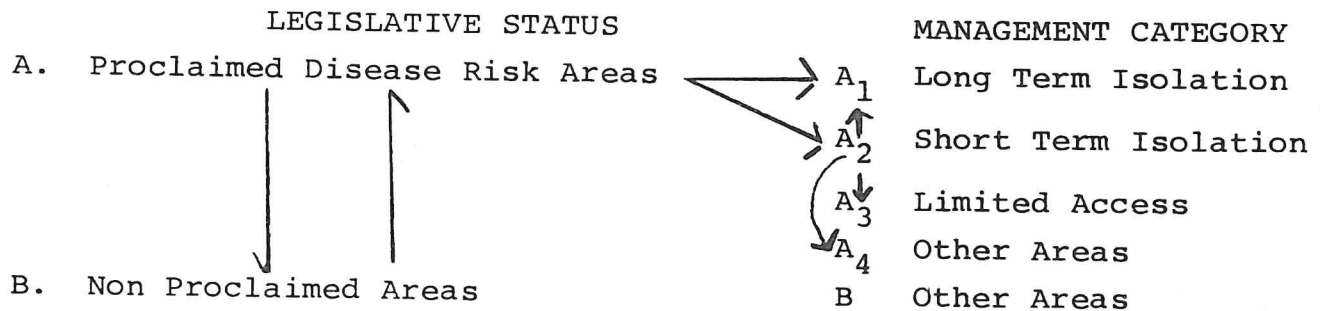 LEGISLATIVE STATUS MANAGEMENT CATEGORY
A. Proclaimed Disease Risk Areas A1 Long Term Isolation
A2 Short Term Isolation
A3 Limited Access
A4 Other Areas
B. Non Proclaimed Areas B Other Areas